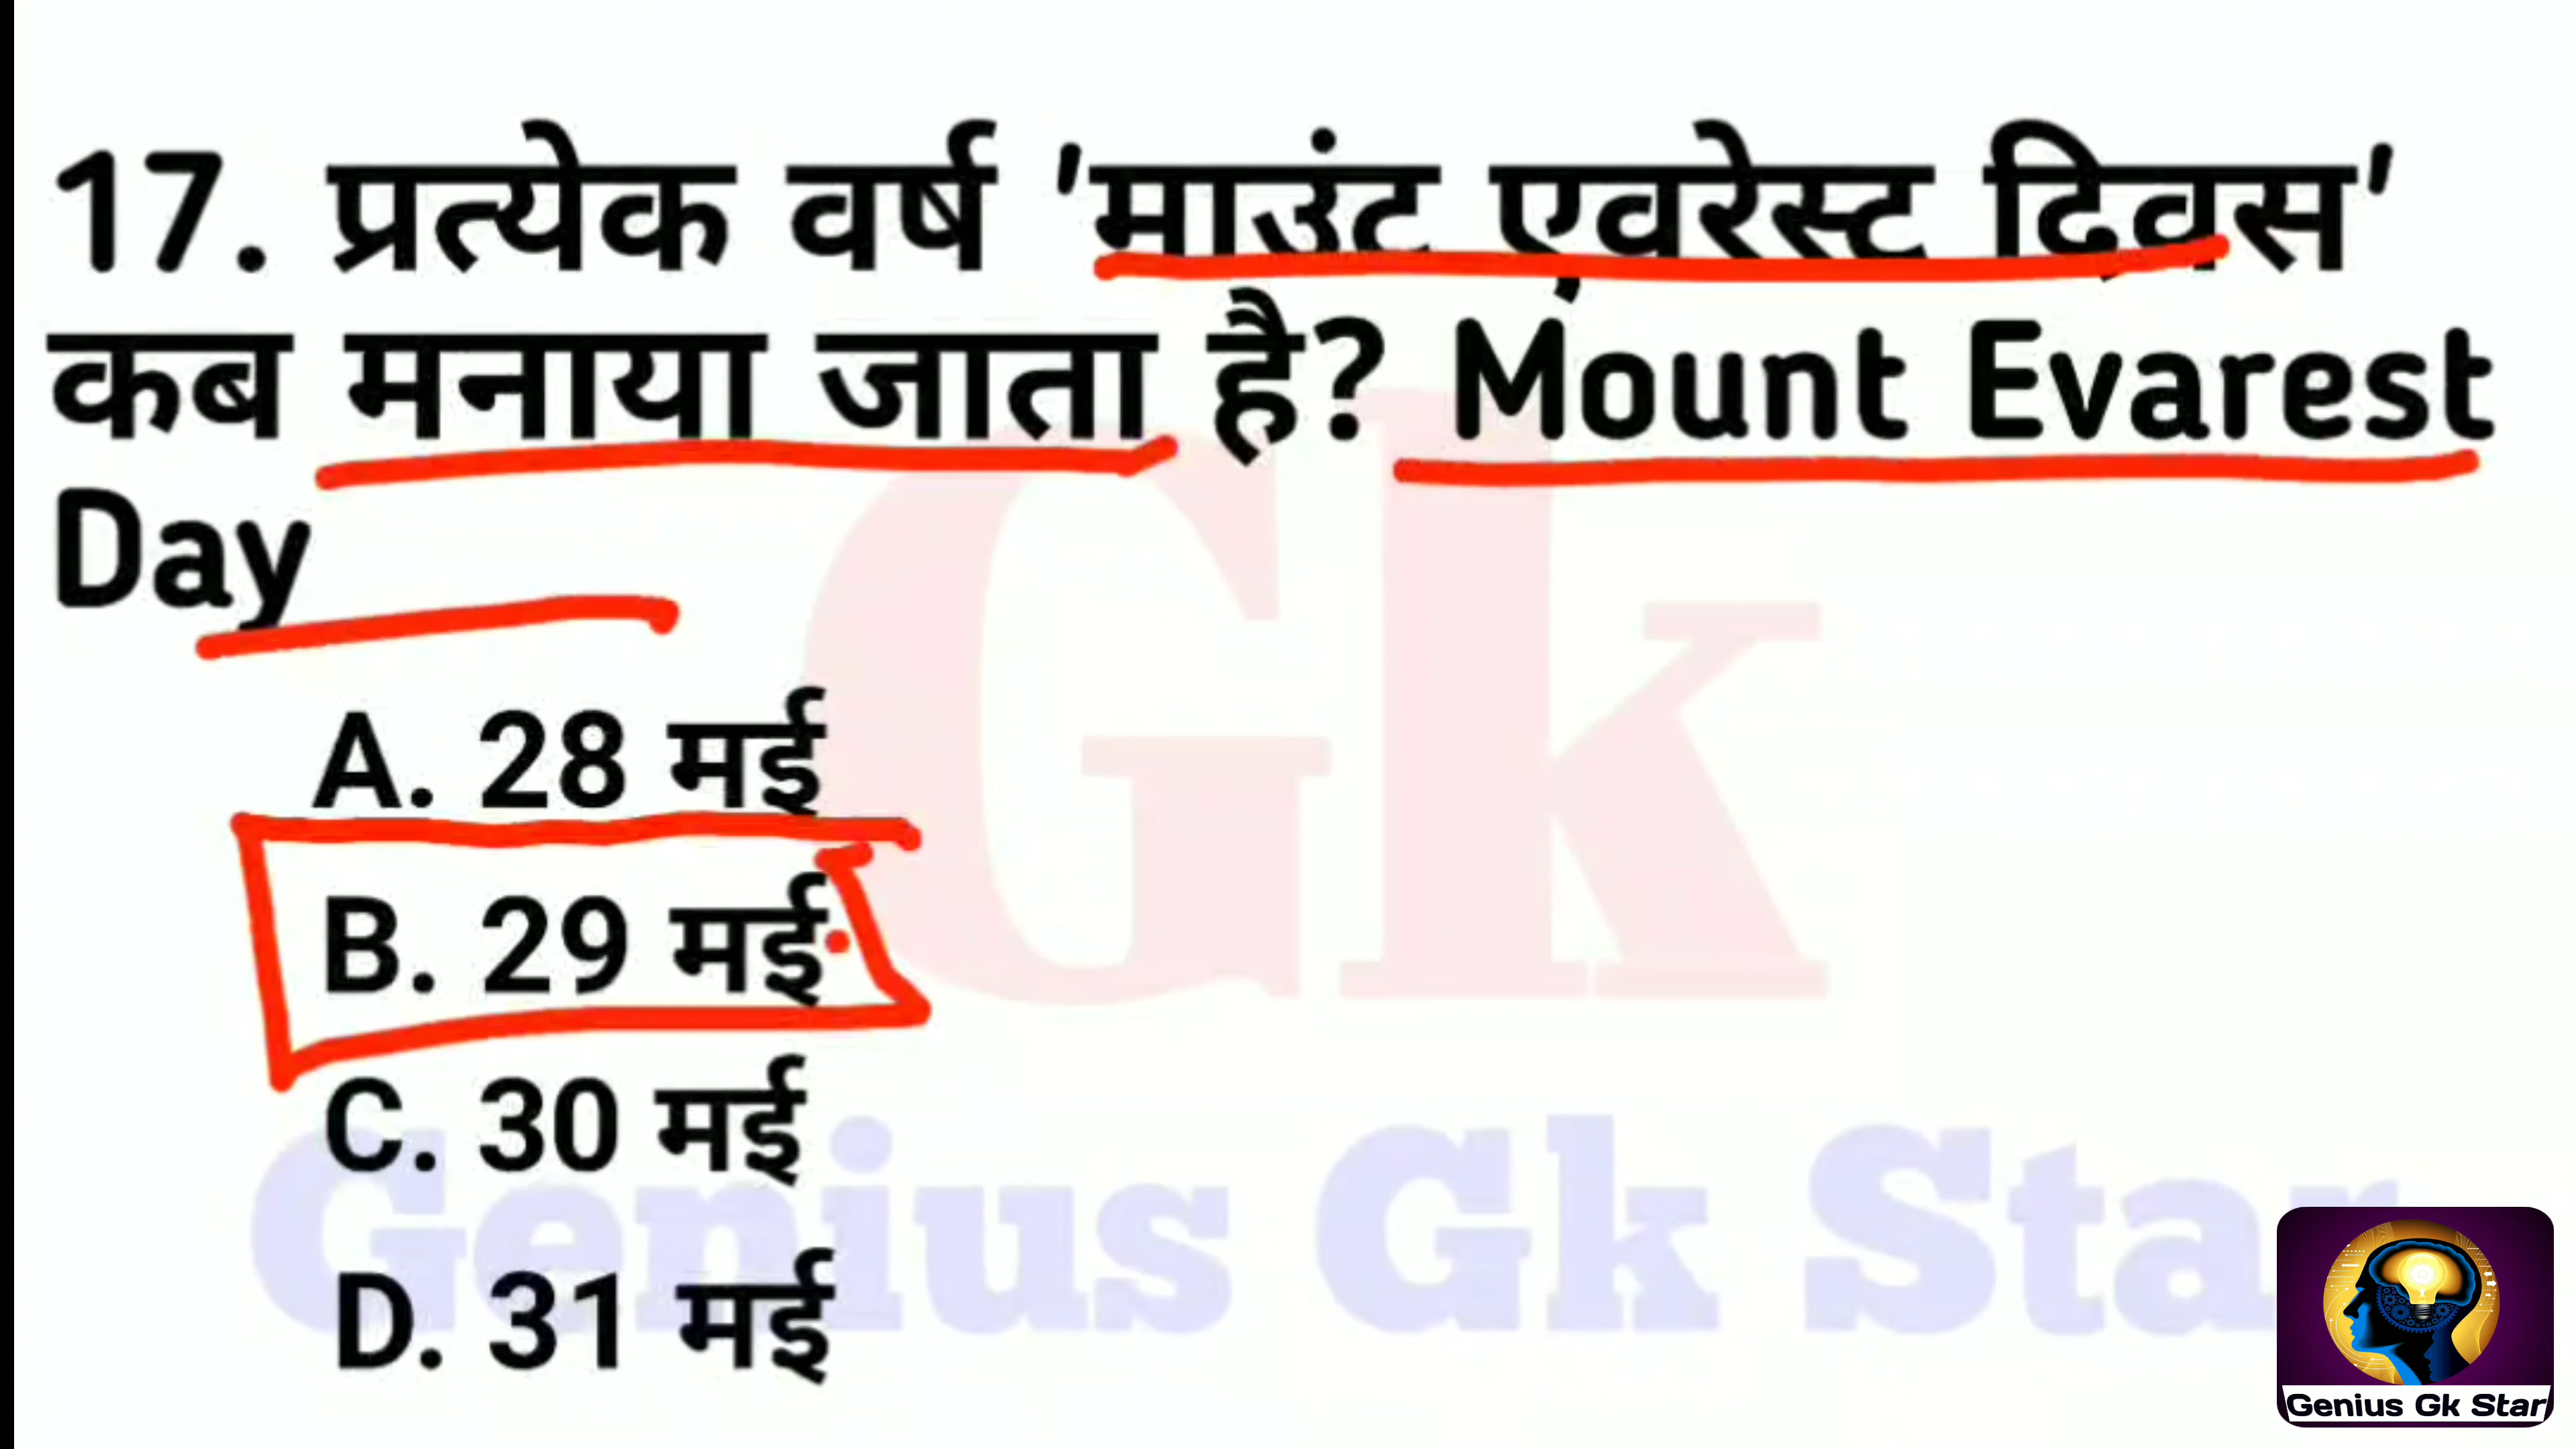 17. प्रत्येक वर्ष 'माउंट एवरेस्ट दिवस'
कब मनाया जाता है? Mount Evarest
Day
A. 28 मई
B. 29 मई
C. 30 मई
D. 31 मई
Gk
Genius Gk Star
Genius Gk Star